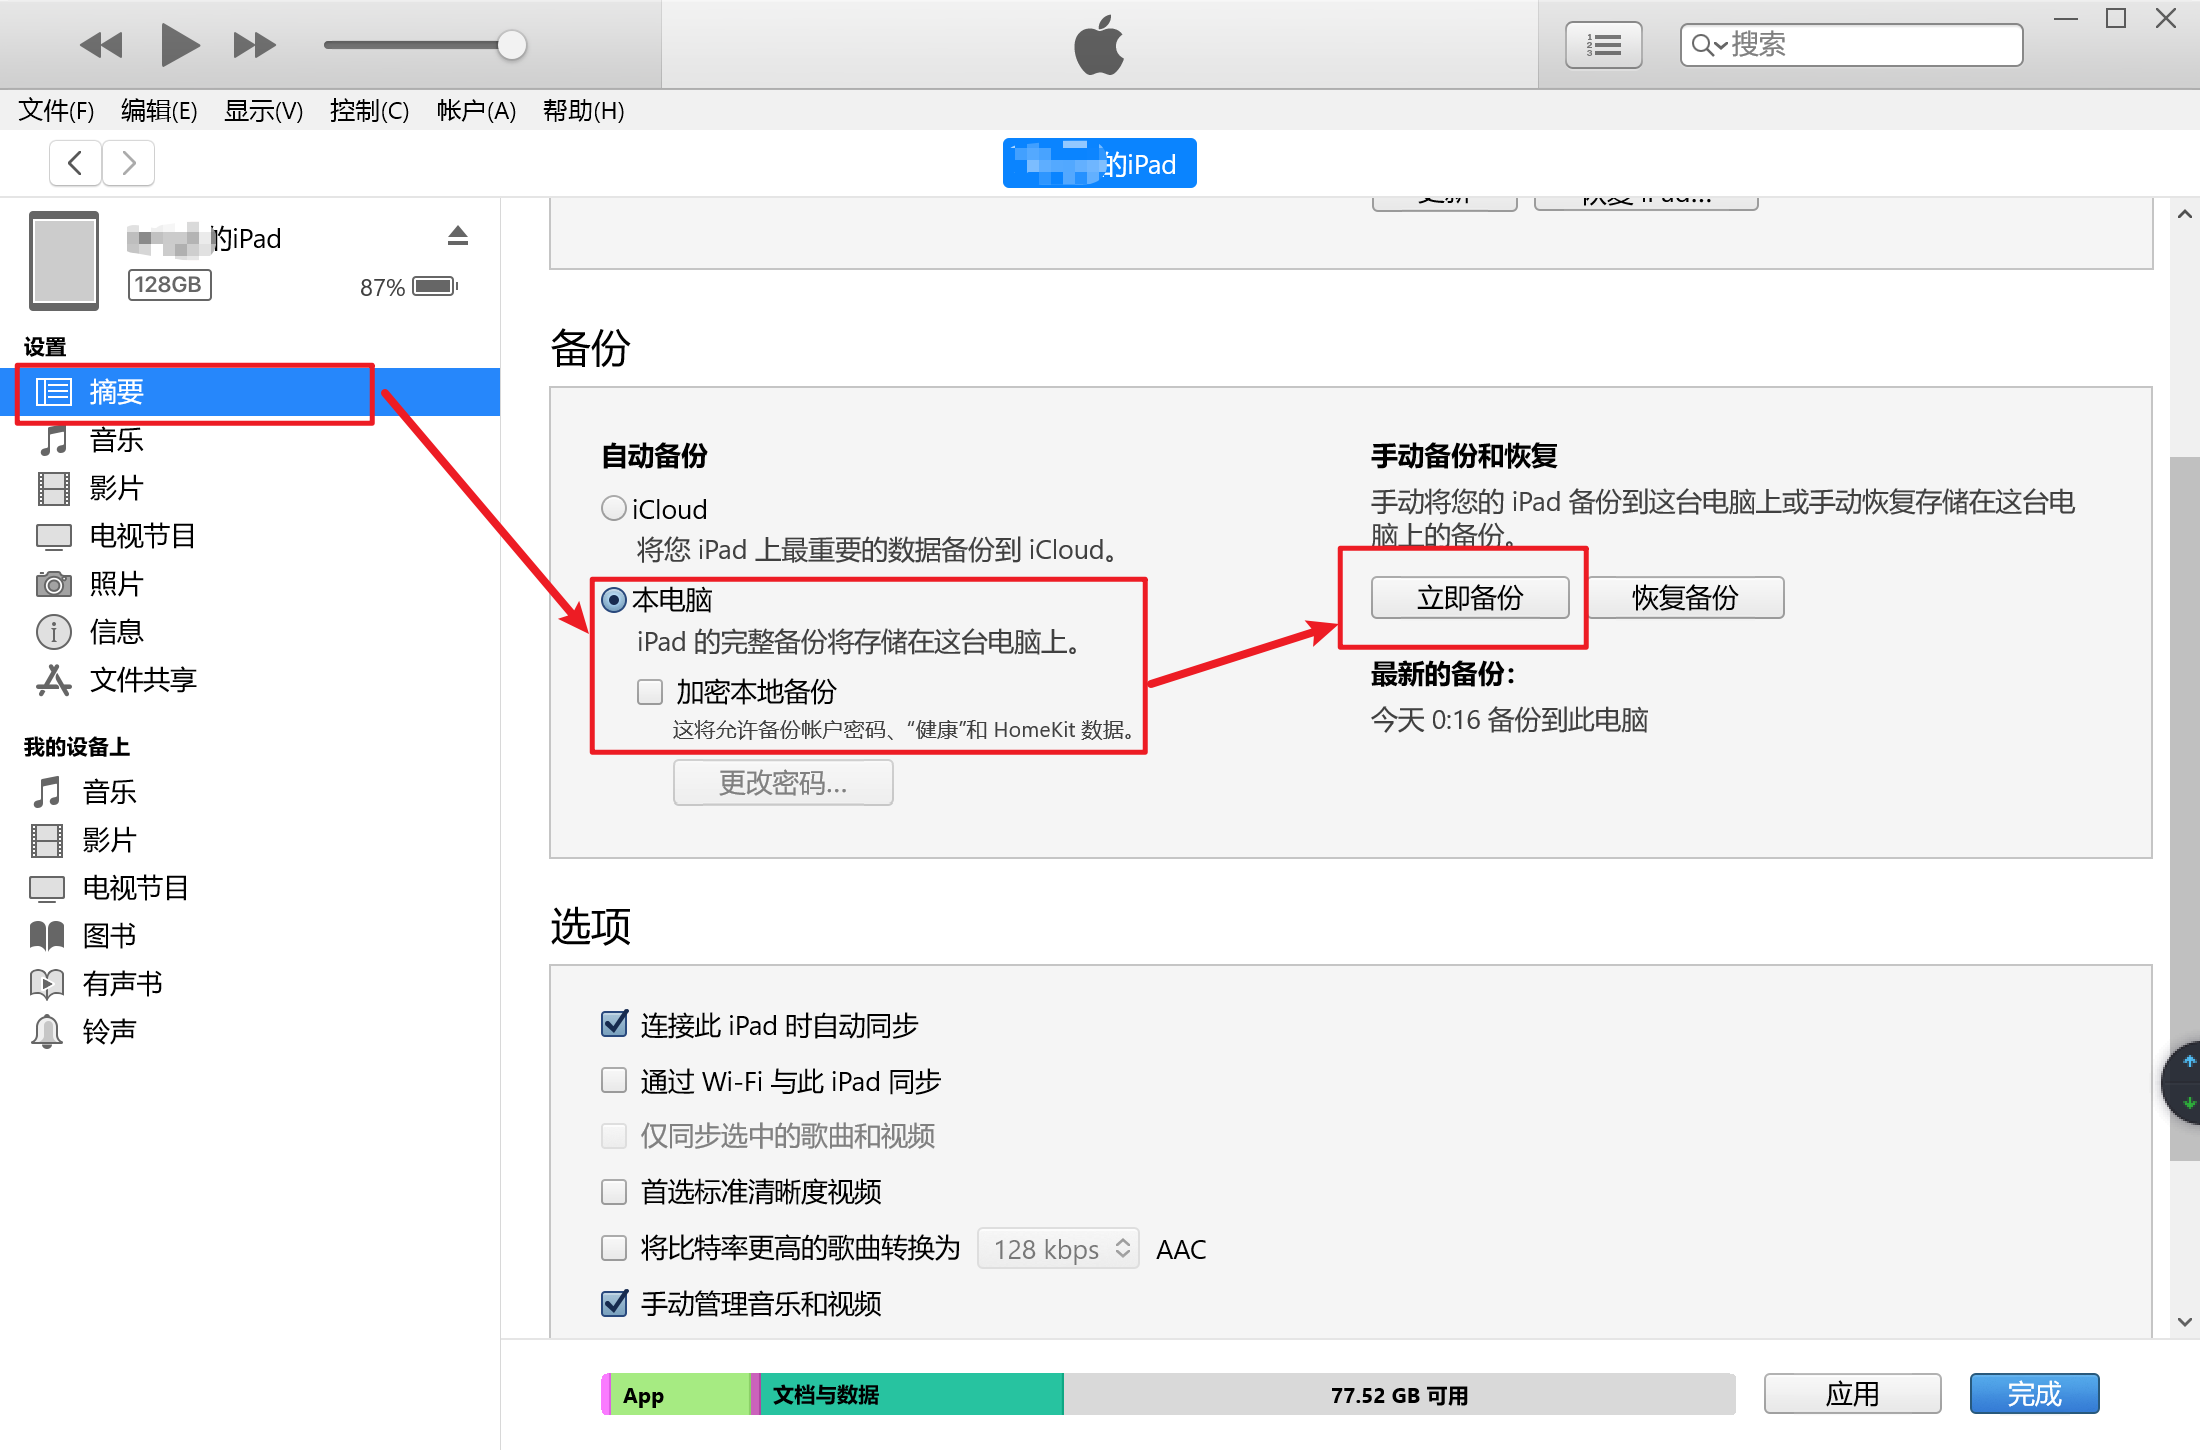 搜索
文件(F) 编辑(E) 显示(V) 控制(C) 帐户(A) 帮助(H)
的iPad
的iPad
128GB
87%
设置
摘要
音乐
影片
电视节目
照片
信息
文件共享
我的设备上
音乐
影片
电视节目
图书
有声书
铃声
更新 恢复 iPad...
备份
自动备份
iCloud
将您 iPad 上最重要的数据备份到 iCloud。
本电脑
iPad 的完整备份将存储在这台电脑上。
加密本地备份
这将允许备份帐户密码、“健康”和 HomeKit 数据。
更改密码...
手动备份和恢复
手动将您的 iPad 备份到这台电脑上或手动恢复存储在这台电
脑上的备份。
立即备份 恢复备份
最新的备份：
今天 0:16 备份到此电脑
选项
连接此 iPad 时自动同步
通过 Wi-Fi 与此 iPad 同步
仅同步选中的歌曲和视频
首选标准清晰度视频
将比特率更高的歌曲转换为 128 kbps AAC
手动管理音乐和视频
App 文档与数据 77.52 GB 可用 应用 完成